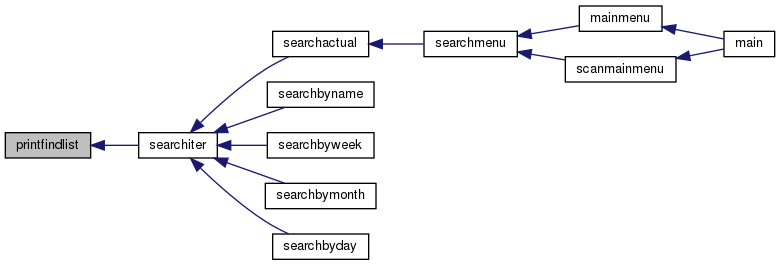 mainmenu
searchactual
searchmenu
main
scanmainmenu
searchbyname
printfindlist
searchiter
searchbyweek
searchbymonth
searchbyday